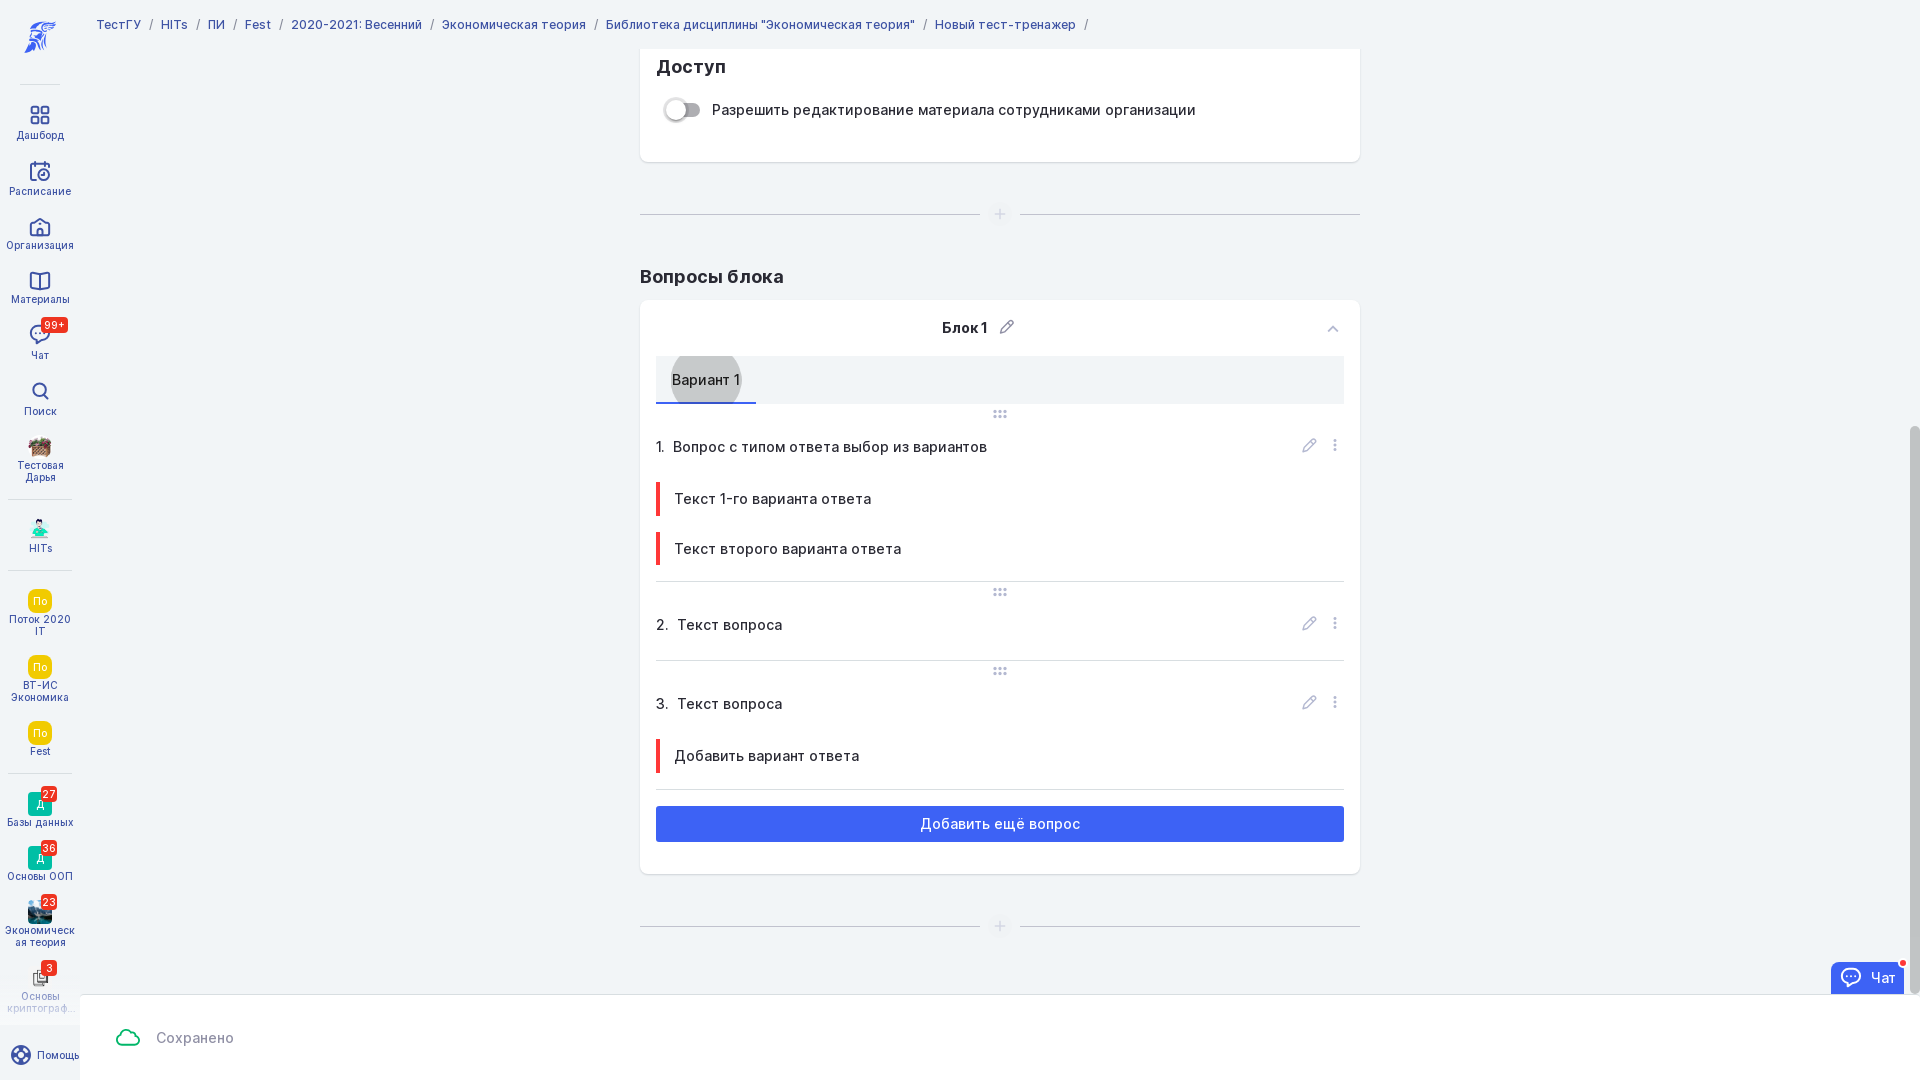 ТестГУ / HITs / ПИ / Fest / 2020-2021: Весенний / Экономическая теория / Библиотека дисциплины "Экономическая теория" / Новый тест-тренажер /
Доступ
Разрешить редактирование материала сотрудниками организации
Вопросы блока
Блок 1
Вариант 1
1. Вопрос с типом ответа выбор из вариантов
Текст 1-го варианта ответа
Текст второго варианта ответа
2. Текст вопроса
3. Текст вопроса
Добавить вариант ответа
Добавить ещё вопрос
Чат
Сохранено
Дашборд
Расписание
Организация
Материалы
99+
Чат
Поиск
Тестовая
Дарья
HITs
По
Поток 2020
IT
По
ВТ-ИС
Экономика
По
Fest
27
Д
Базы данных
36
Д
Основы ООП
23
Экономическ
ая теория
3
Основы
криптограф...
Помощь